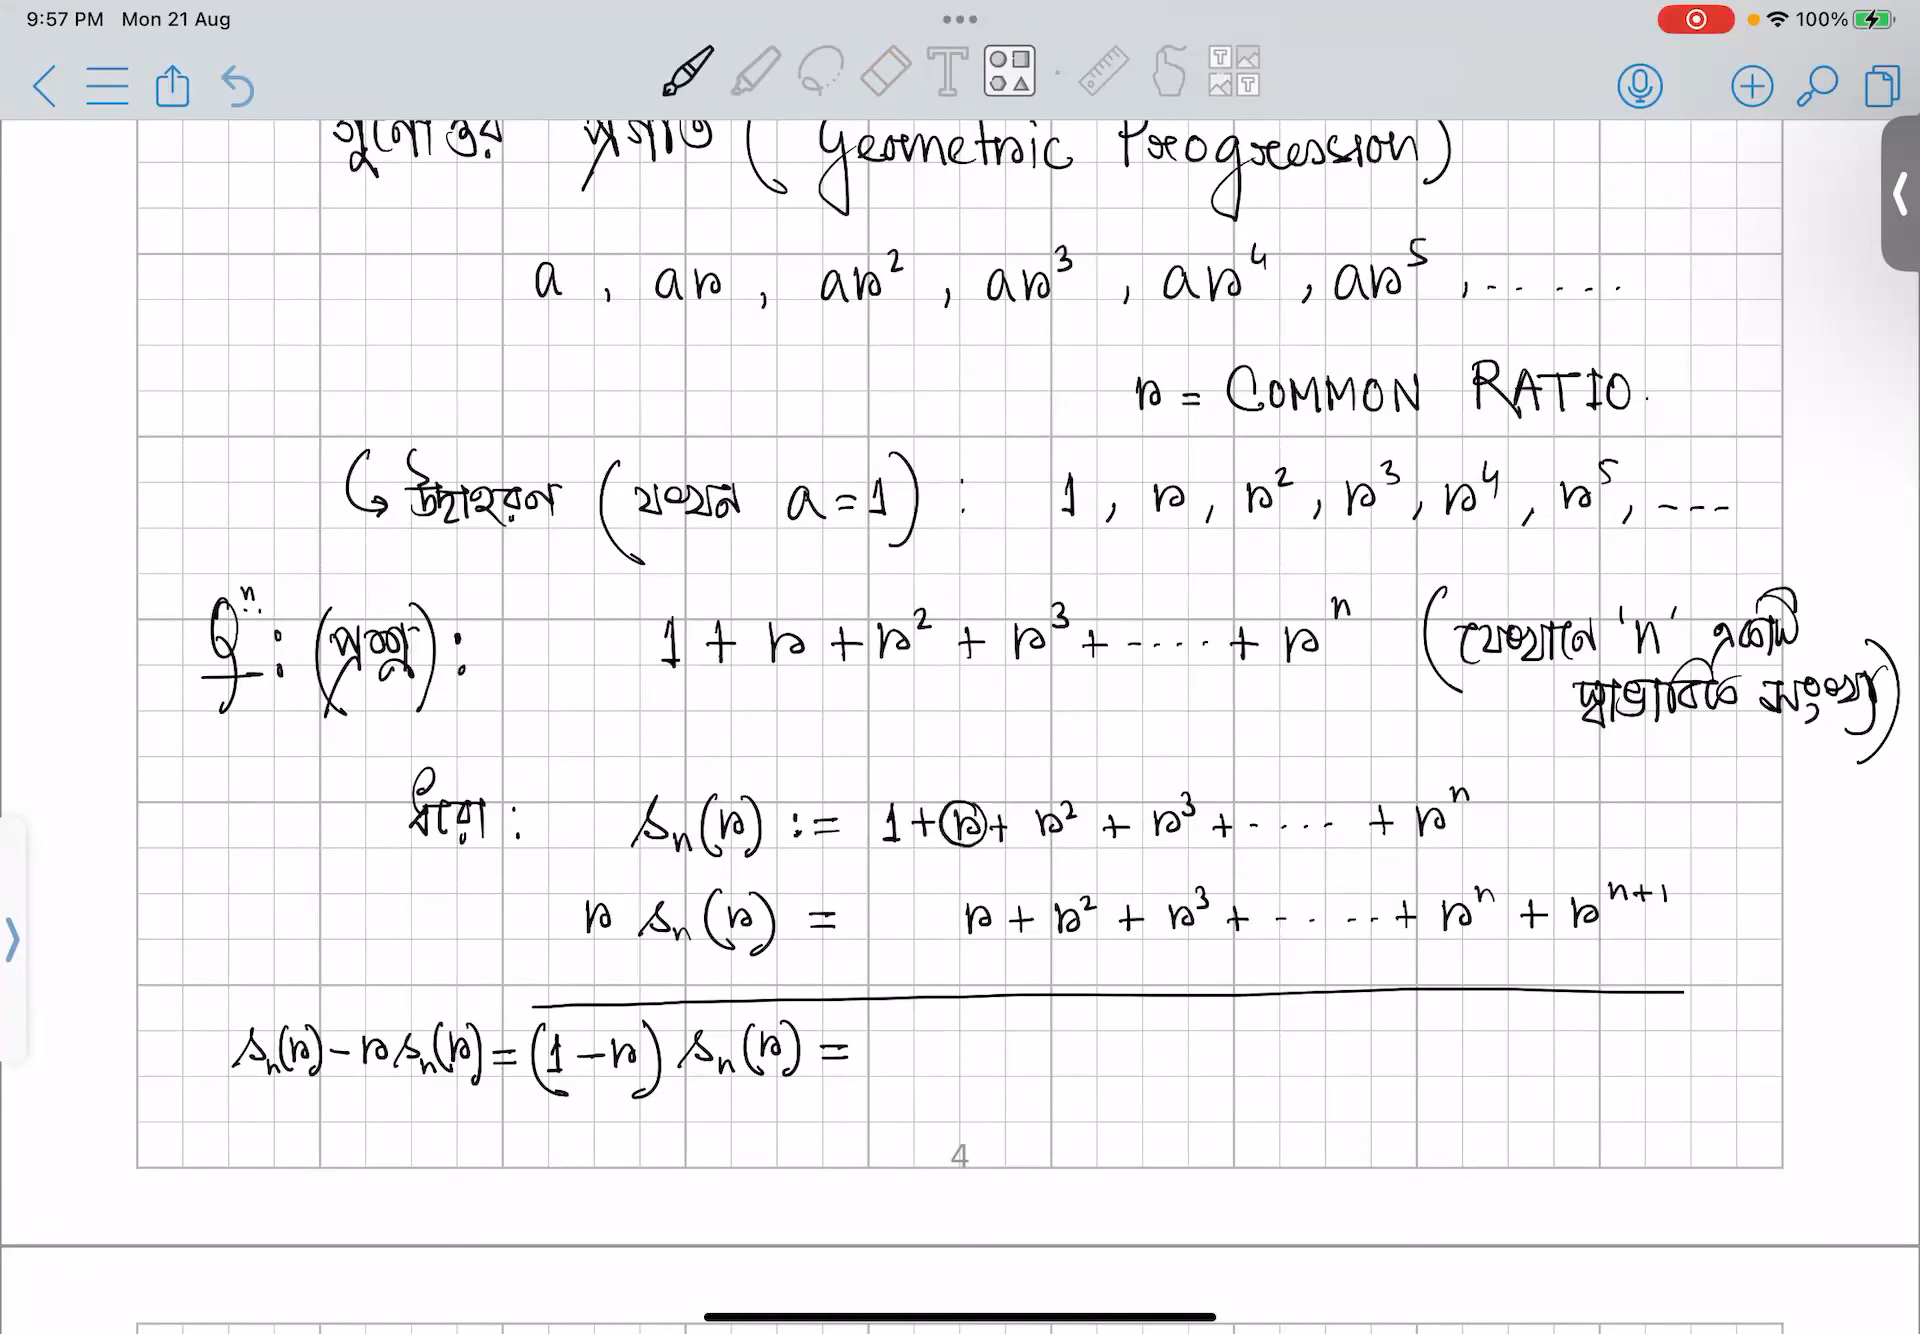 9:57 PM Mon 21 Aug
100%
গুণোত্তর প্রগতি (Geometric Progression)
a, ar, ar², ar³, ar⁴, ar⁵, ......
r = COMMON RATIO.
↳ উদাহরণ (যখন a=1): 1, r, r², r³, r⁴, r⁵, ---
Qⁿ: (প্রশ্ন): 1 + r + r² + r³ + ..... + rⁿ (যেখানে 'n' একটি
স্বাভাবিক সংখ্যা)
ধরো: Sₙ(r) := 1 + r + r² + r³ + ..... + rⁿ
r Sₙ(r) = r + r² + r³ + ..... + rⁿ + rⁿ⁺¹
Sₙ(r) - r Sₙ(r) = (1 - r) Sₙ(r) =
4